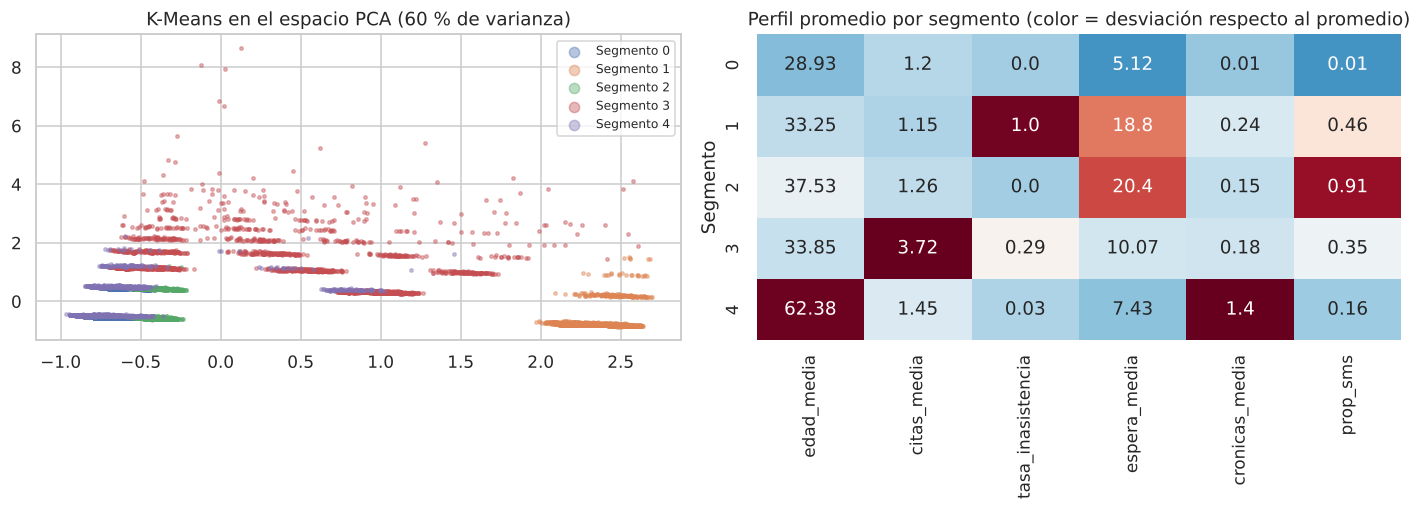 K-Means en el espacio PCA (60 % de varianza)
8
6
4
2
0
−1.0 −0.5 0.0 0.5 1.0 1.5 2.0 2.5
Segmento 0
Segmento 1
Segmento 2
Segmento 3
Segmento 4
Perfil promedio por segmento (color = desviación respecto al promedio)
Segmento
0 28.93 1.2 0.0 5.12 0.01 0.01
1 33.25 1.15 1.0 18.8 0.24 0.46
2 37.53 1.26 0.0 20.4 0.15 0.91
3 33.85 3.72 0.29 10.07 0.18 0.35
4 62.38 1.45 0.03 7.43 1.4 0.16
edad_media citas_media tasa_inasistencia espera_media cronicas_media prop_sms